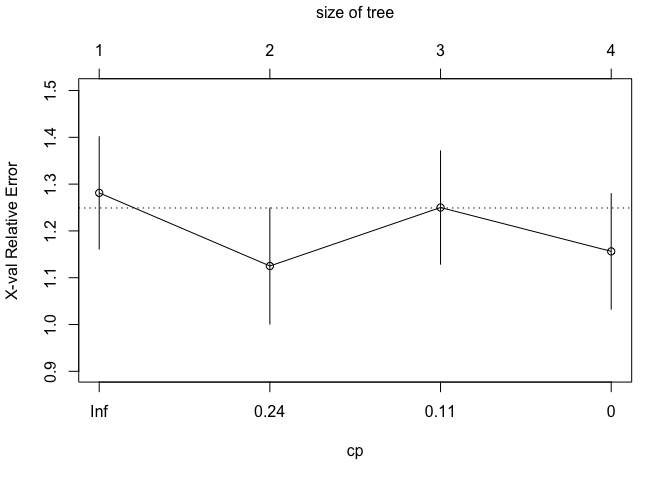 size of tree
1 2 3 4
1.5
1.4
1.3
1.2
1.1
1.0
0.9
X-val Relative Error
Inf 0.24 0.11 0
cp